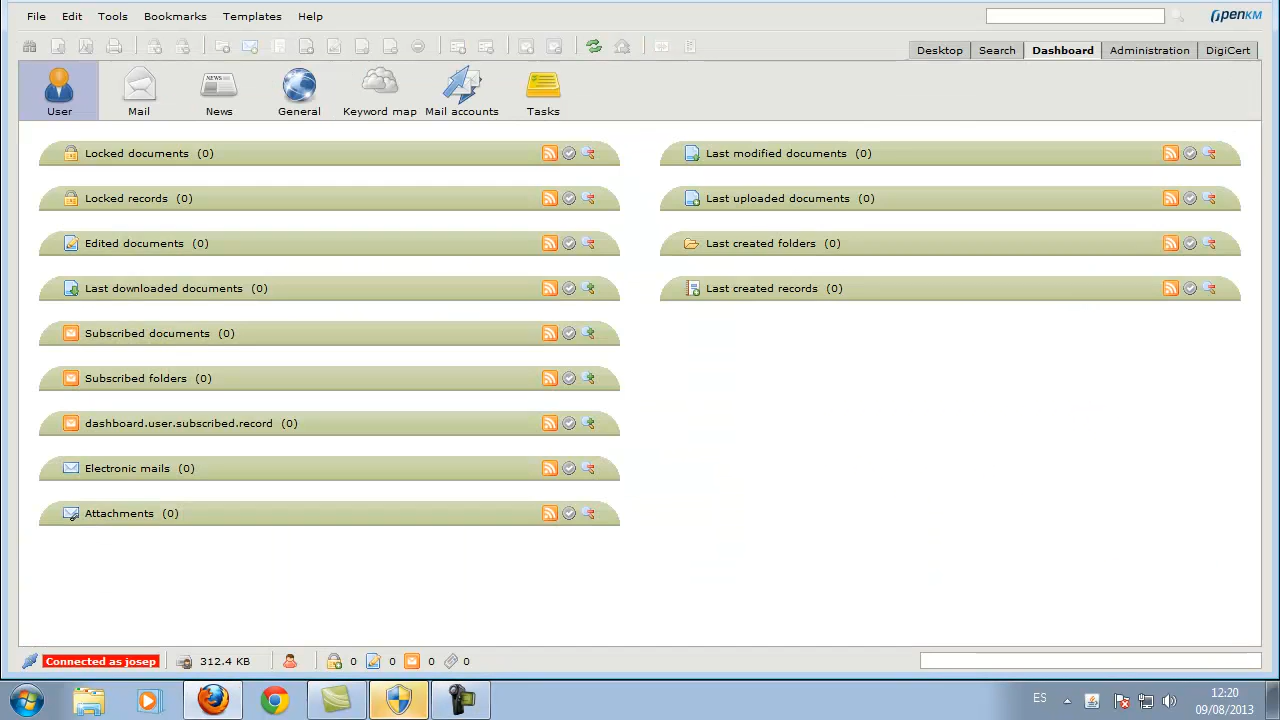 File Edit Tools Bookmarks Templates Help
OPENKM
Desktop Search Dashboard Administration DigiCert
NEWS
User Mail News General Keyword map Mail accounts Tasks
Locked documents (0)
Locked records (0)
Edited documents (0)
Last downloaded documents (0)
Subscribed documents (0)
Subscribed folders (0)
dashboard.user.subscribed.record (0)
Electronic mails (0)
Attachments (0)
Last modified documents (0)
Last uploaded documents (0)
Last created folders (0)
Last created records (0)
Connected as josep 312.4 KB 0 0 0 0
ES
12:20
09/08/2013